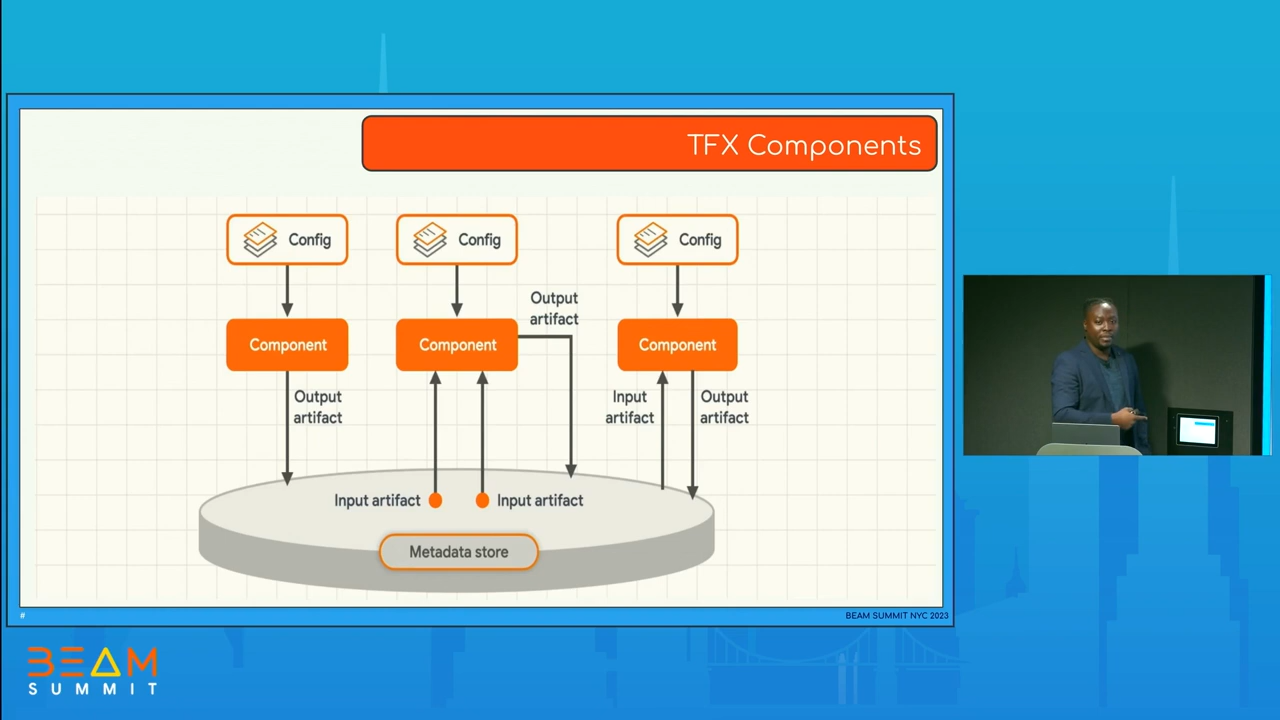 TFX Components
Config
Config
Config
Output
artifact
Component
Component
Component
Output
artifact
Input
artifact
Output
artifact
Input artifact
Input artifact
Metadata store
#
BEAM SUMMIT NYC 2023
BEAM
SUMMIT